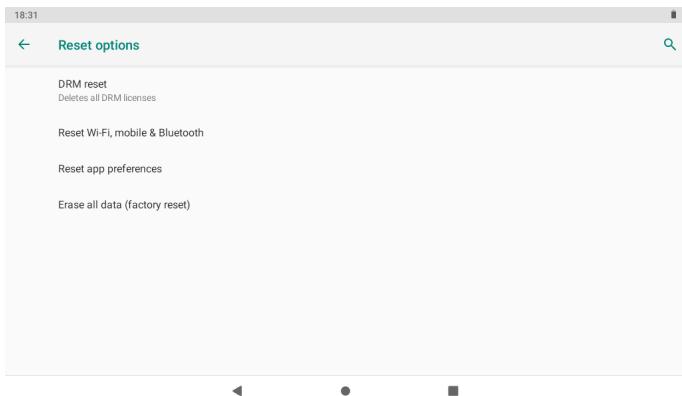 18:31
Reset options
DRM reset
Deletes all DRM licenses
Reset Wi-Fi, mobile & Bluetooth
Reset app preferences
Erase all data (factory reset)